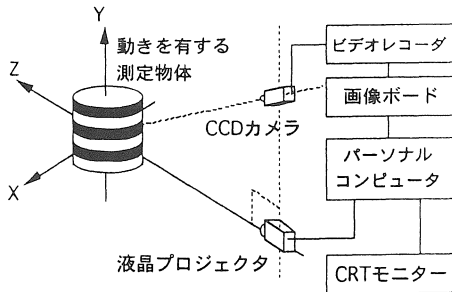 Y
動きを有する
測定物体
Z
X
CCDカメラ
液晶プロジェクタ
ビデオレコーダ
画像ボード
パーソナル
コンピュータ
CRTモニター